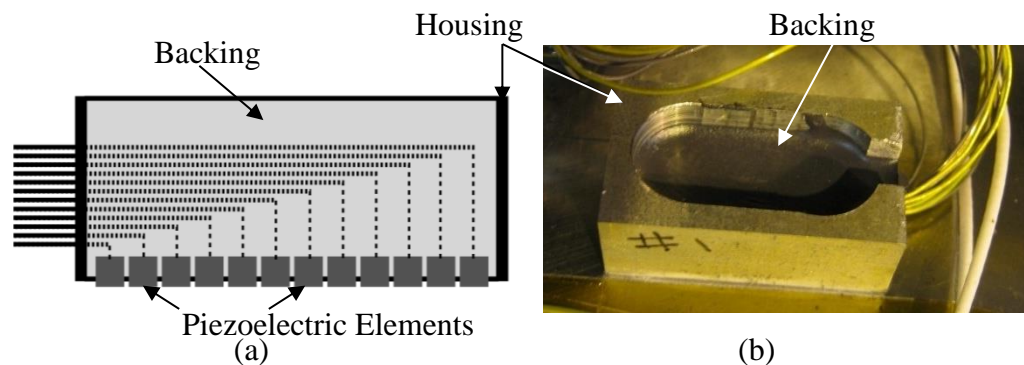 Housing
Backing
Backing
Piezoelectric Elements
(a)
(b)
# 1